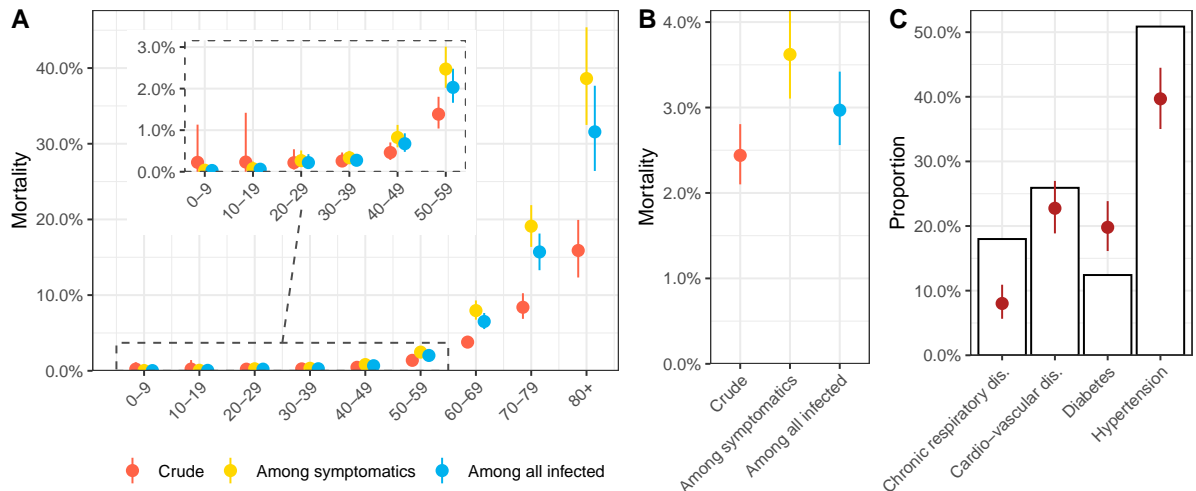 A
Mortality
40.0%
30.0%
20.0%
10.0%
0.0%
3.0%
2.0%
1.0%
0.0%
0−9
10−19
20−29
30−39
40−49
50−59
0−9
10−19
20−29
30−39
40−49
50−59
60−69
70−79
80+
Crude
Among symptomatics
Among all infected
B
Mortality
4.0%
3.0%
2.0%
1.0%
0.0%
Crude
Among symptomatics
Among all infected
C
Proportion
50.0%
40.0%
30.0%
20.0%
10.0%
0.0%
Chronic respiratory dis.
Cardio−vascular dis.
Diabetes
Hypertension